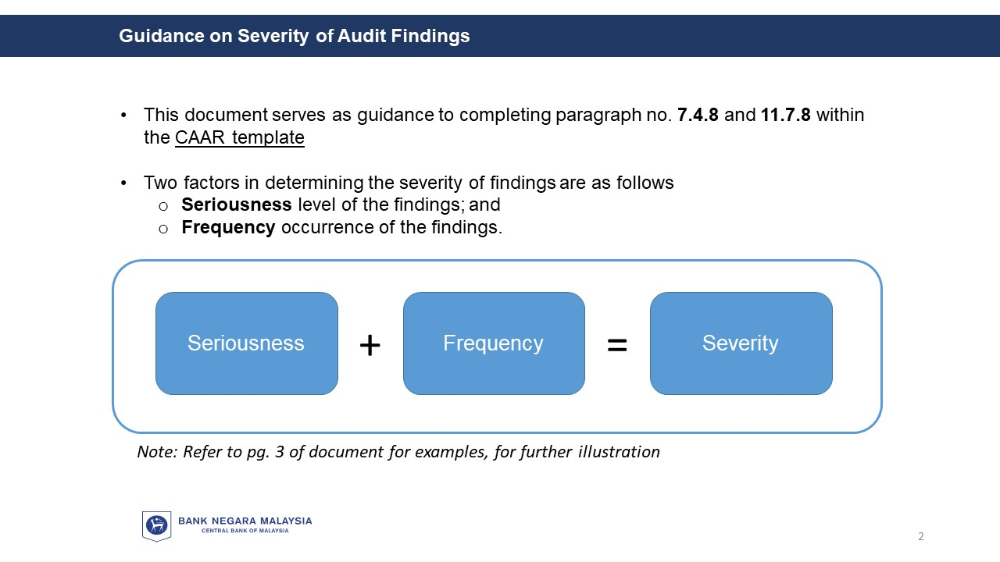 Guidance on Severity of Audit Findings
• This document serves as guidance to completing paragraph no. 7.4.8 and 11.7.8 within
the CAAR template
• Two factors in determining the severity of findings are as follows
o Seriousness level of the findings; and
o Frequency occurrence of the findings.
Seriousness + Frequency = Severity
Note: Refer to pg. 3 of document for examples, for further illustration
BANK NEGARA MALAYSIA
CENTRAL BANK OF MALAYSIA
2